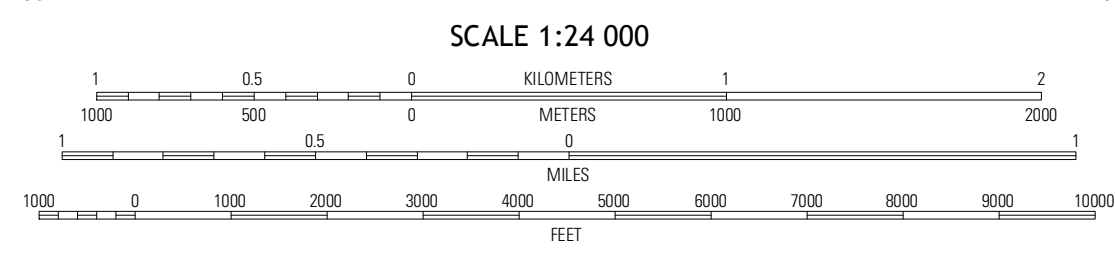 SCALE 1:24 000
1 0.5 0 KILOMETERS 1 2
1000 500 0 METERS 1000 2000
1 0.5 0 1
MILES
1000 0 1000 2000 3000 4000 5000 6000 7000 8000 9000 10000
FEET